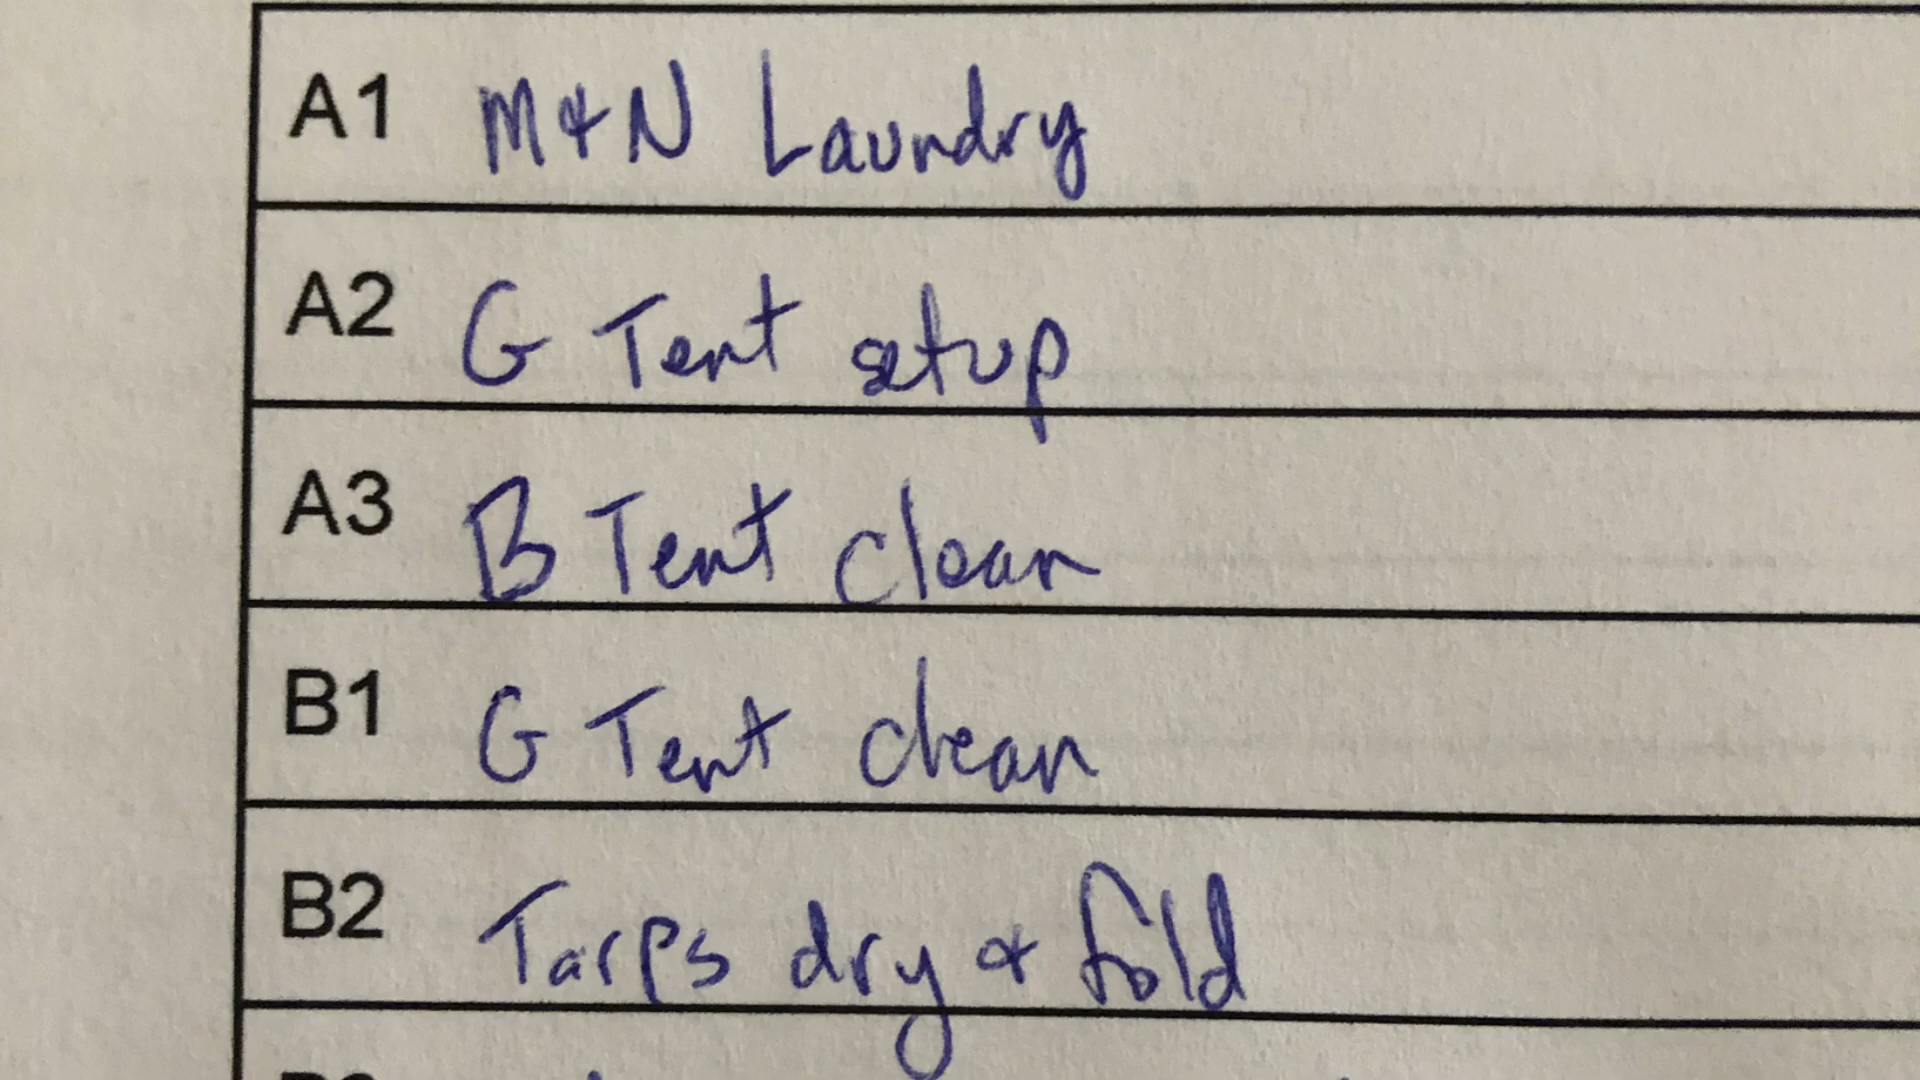 A1 M & N Laundry
A2 G Tent setup
A3 B Tent clean
B1 G Tent clean
B2 Tarps dry & fold